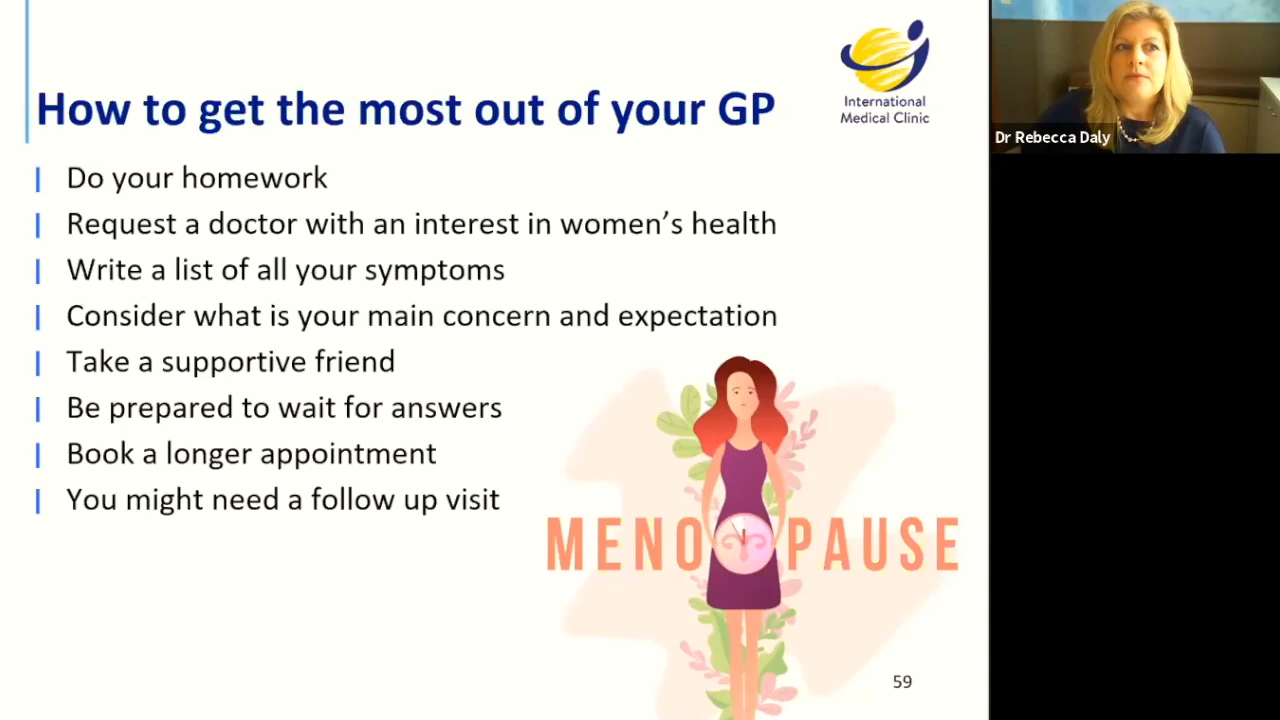 International
Medical Clinic
Dr Rebecca Daly
How to get the most out of your GP
Do your homework
Request a doctor with an interest in women’s health
Write a list of all your symptoms
Consider what is your main concern and expectation
Take a supportive friend
Be prepared to wait for answers
Book a longer appointment
You might need a follow up visit
MENO PAUSE
59